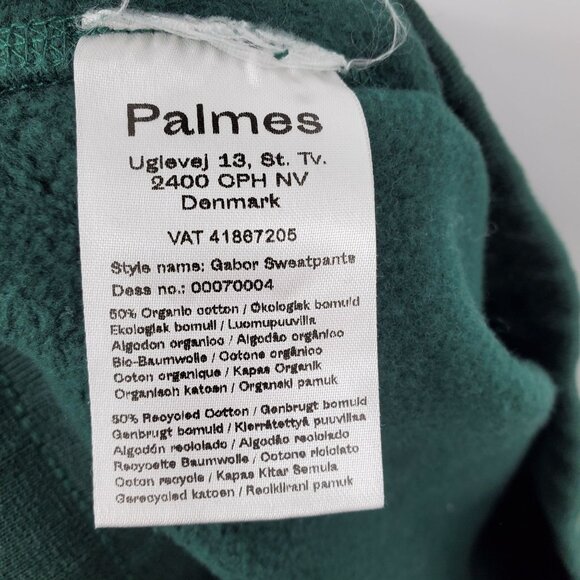 Palmes
Uglevej 13, St. Tv.
2400 CPH NV
Denmark
VAT 41867205
Style name: Gabor Sweatpants
Dess no.: 00070004
50% Organic cotton / Økologisk bomuld
Ekologisk bomull / Luomupuuvilla
Algodon organico / Algodão orgânico
Bio-Baumwolle / Cotone organico
Coton organique / Kapas Organik
Organisch katoen / Organski pamuk
50% Recycled Cotton / Genbrugt bomuld
Genbrugt bomuld / Kierrätettyä puuvillaa
Algodón reciclado / Algodão reciclado
Recycelte Baumwolle / Cotone riciclato
Coton recycle / Kapas Kitar Semula
Gerecycled katoen / Reciklirani pamuk